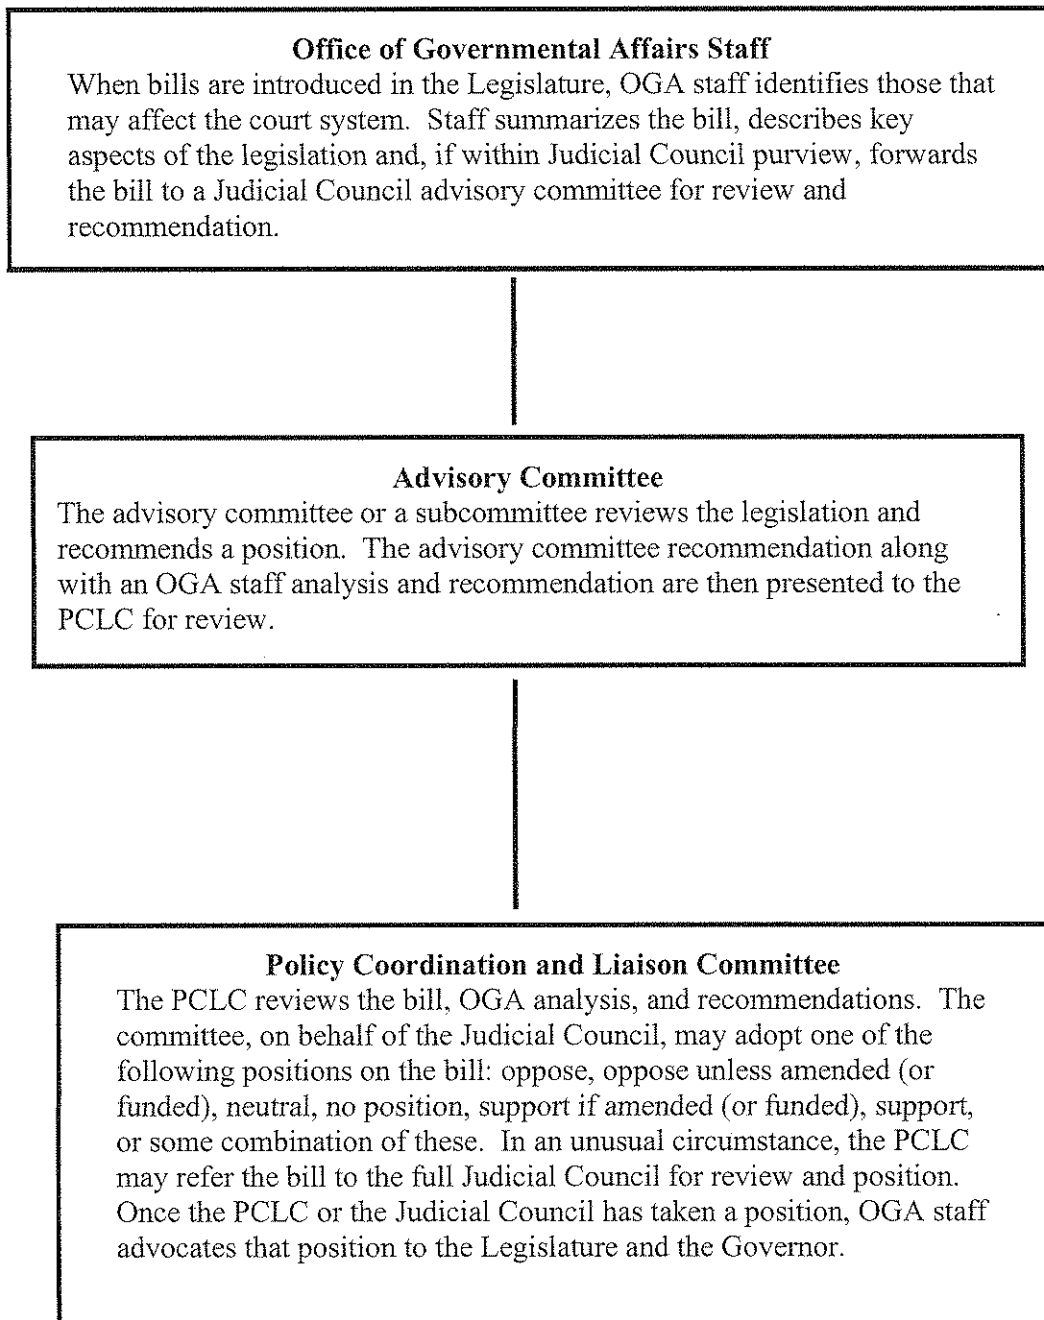 Office of Governmental Affairs Staff
When bills are introduced in the Legislature, OGA staff identifies those that
may affect the court system. Staff summarizes the bill, describes key
aspects of the legislation and, if within Judicial Council purview, forwards
the bill to a Judicial Council advisory committee for review and
recommendation.
Advisory Committee
The advisory committee or a subcommittee reviews the legislation and
recommends a position. The advisory committee recommendation along
with an OGA staff analysis and recommendation are then presented to the
PCLC for review.
Policy Coordination and Liaison Committee
The PCLC reviews the bill, OGA analysis, and recommendations. The
committee, on behalf of the Judicial Council, may adopt one of the
following positions on the bill: oppose, oppose unless amended (or
funded), neutral, no position, support if amended (or funded), support,
or some combination of these. In an unusual circumstance, the PCLC
may refer the bill to the full Judicial Council for review and position.
Once the PCLC or the Judicial Council has taken a position, OGA staff
advocates that position to the Legislature and the Governor.